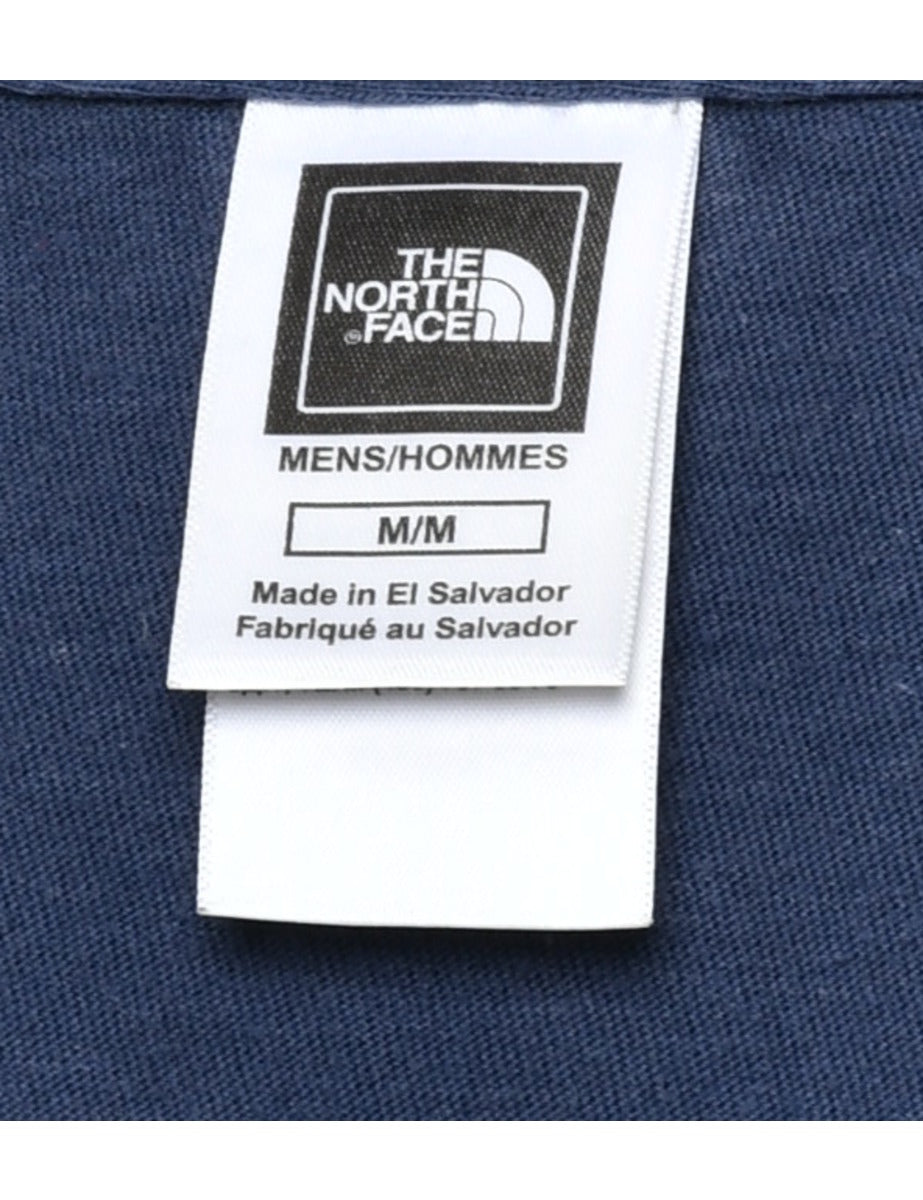 THE
NORTH
FACE
MENS/HOMMES
M/M
Made in El Salvador
Fabriqué au Salvador